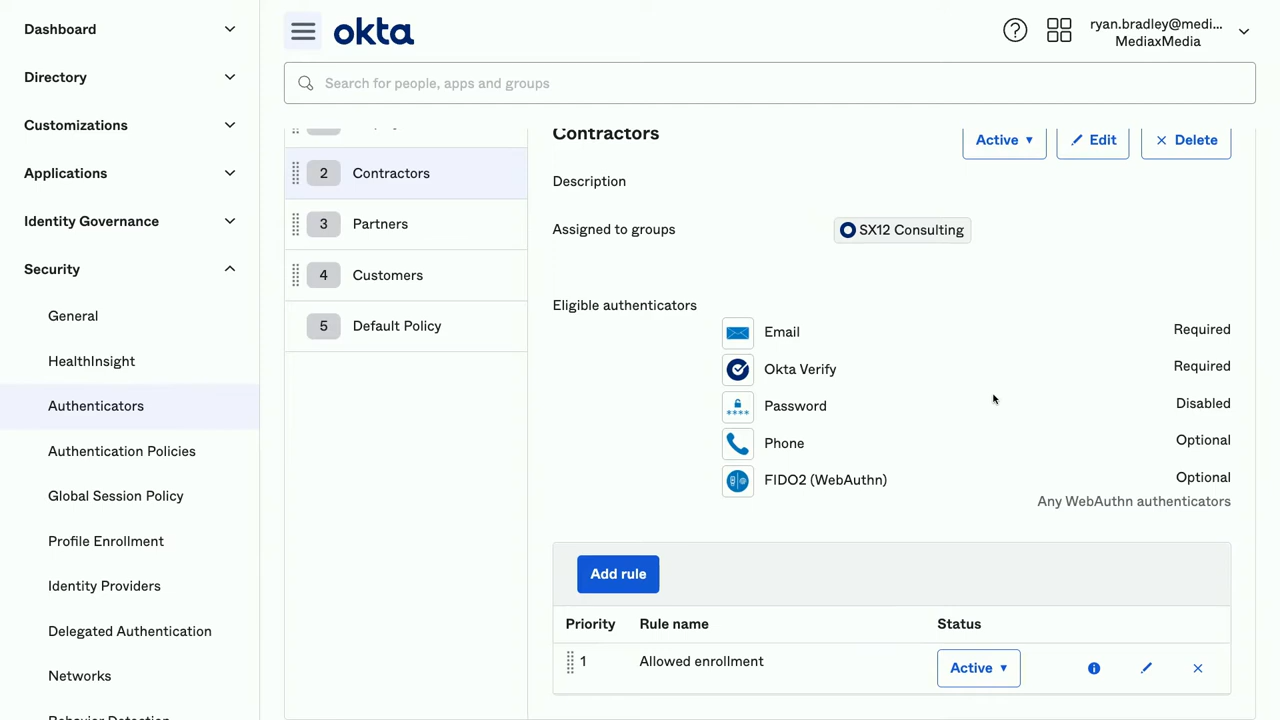 Dashboard
Directory
Customizations
Applications
Identity Governance
Security
General
HealthInsight
Authenticators
Authentication Policies
Global Session Policy
Profile Enrollment
Identity Providers
Delegated Authentication
Networks
Behavior Detection
okta
ryan.bradley@medi...
MediaxMedia
Search for people, apps and groups
2 Contractors
3 Partners
4 Customers
5 Default Policy
Contractors
Active
Edit
Delete
Description
Assigned to groups SX12 Consulting
Eligible authenticators
Email Required
Okta Verify Required
Password Disabled
Phone Optional
FIDO2 (WebAuthn) Optional
Any WebAuthn authenticators
Add rule
Priority Rule name Status
1 Allowed enrollment Active